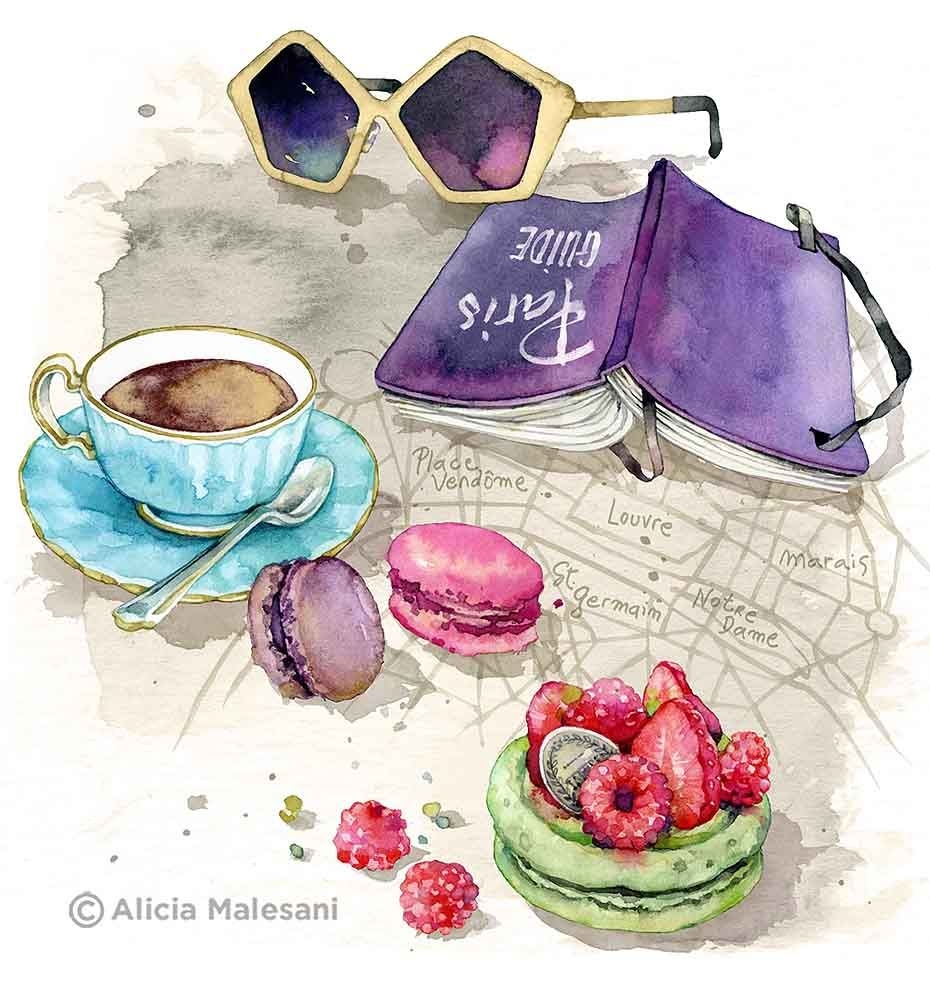 Paris
GUIDE
Place
Vendôme
Louvre
Marais
St.
Germain
Notre
Dame
© Alicia Malesani